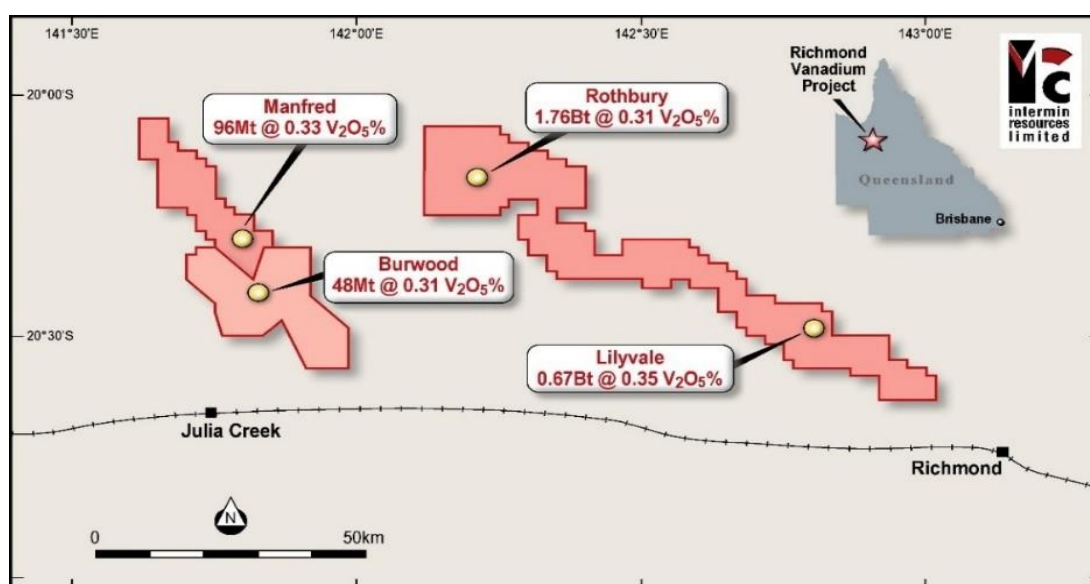 141°30'E
142°00'E
142°30'E
143°00'E
20°00'S
20°30'S
Manfred
96Mt @ 0.33 V₂O₅%
Rothbury
1.76Bt @ 0.31 V₂O₅%
Richmond
Vanadium
Project
intermin
resources
limited
Queensland
Brisbane
Burwood
48Mt @ 0.31 V₂O₅%
Lilyvale
0.67Bt @ 0.35 V₂O₅%
Julia Creek
Richmond
N
0
50km